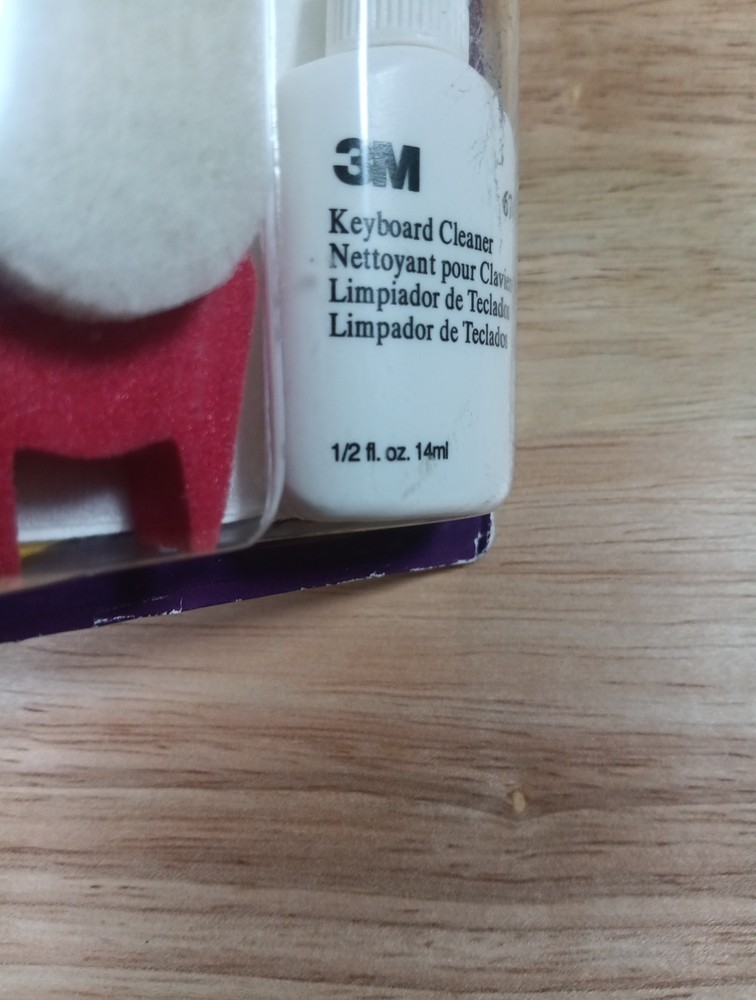 3M
Keyboard Cleaner
Nettoyant pour Clavier
Limpiador de Teclados
Limpador de Teclados
1/2 fl. oz. 14ml